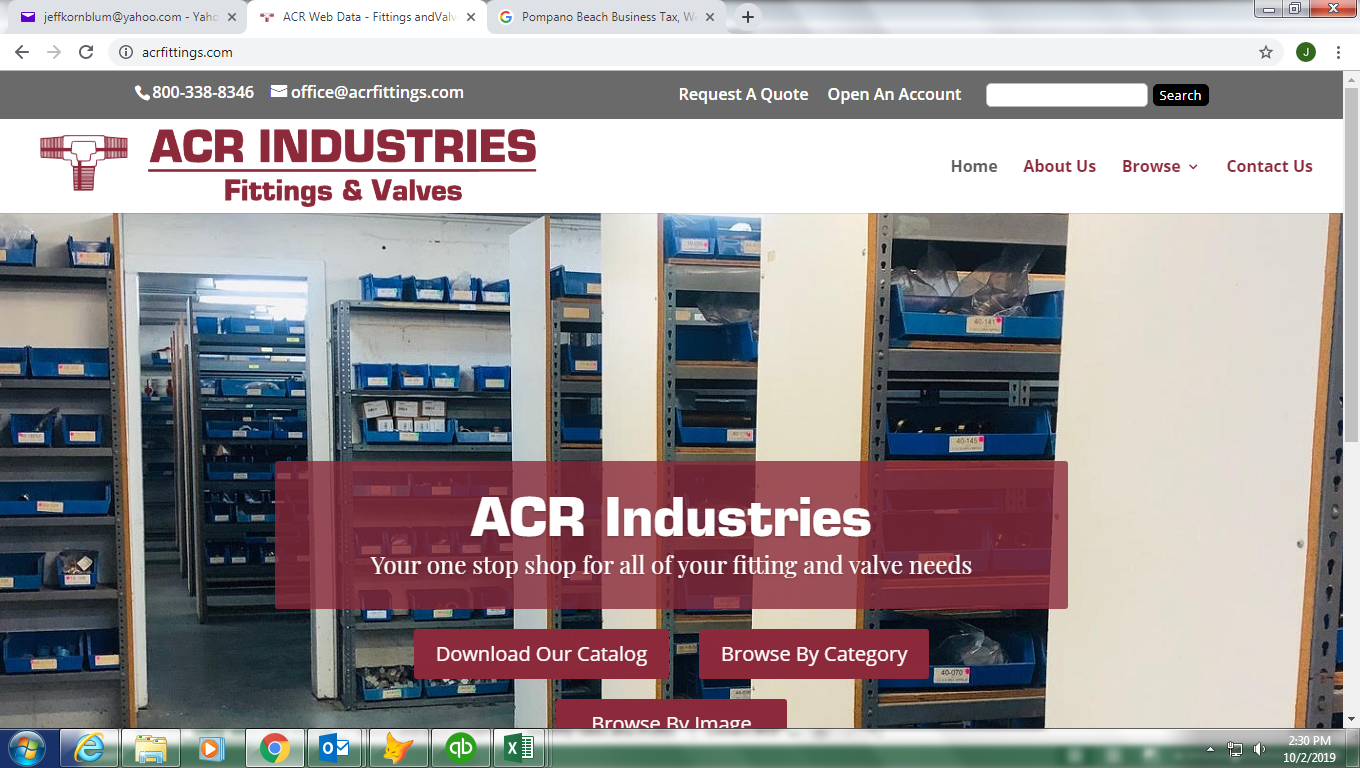 jeffkornblum@yahoo.com - Yaho
ACR Web Data - Fittings andValv
Pompano Beach Business Tax, W
acrfittings.com
J
800-338-8346
office@acrfittings.com
Request A Quote
Open An Account
Search
ACR INDUSTRIES
Fittings & Valves
Home
About Us
Browse
Contact Us
40-141
40-145
40-070
ACR Industries
Your one stop shop for all of your fitting and valve needs
Download Our Catalog
Browse By Category
Browse By Image
2:30 PM
10/2/2019